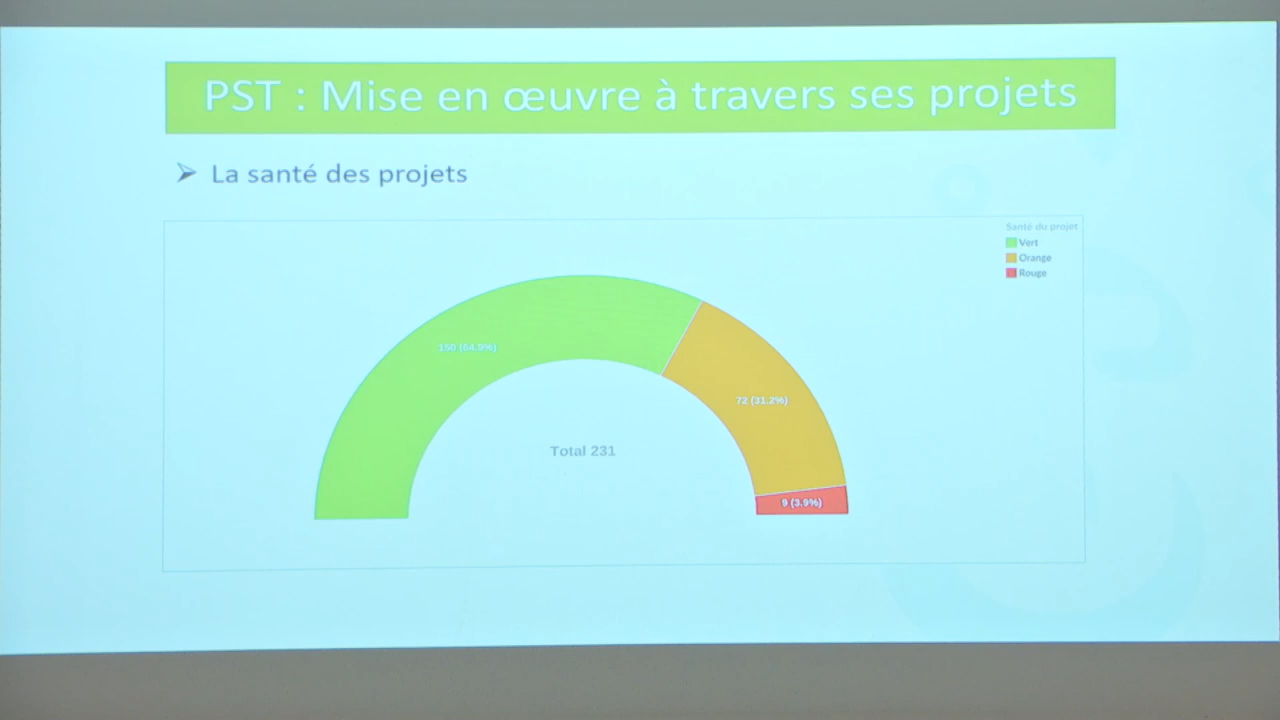 PST : Mise en œuvre à travers ses projets
La santé des projets
Santé du projet
Vert
Orange
Rouge
150 (64.9%)
72 (31.2%)
Total 231
9 (3.9%)